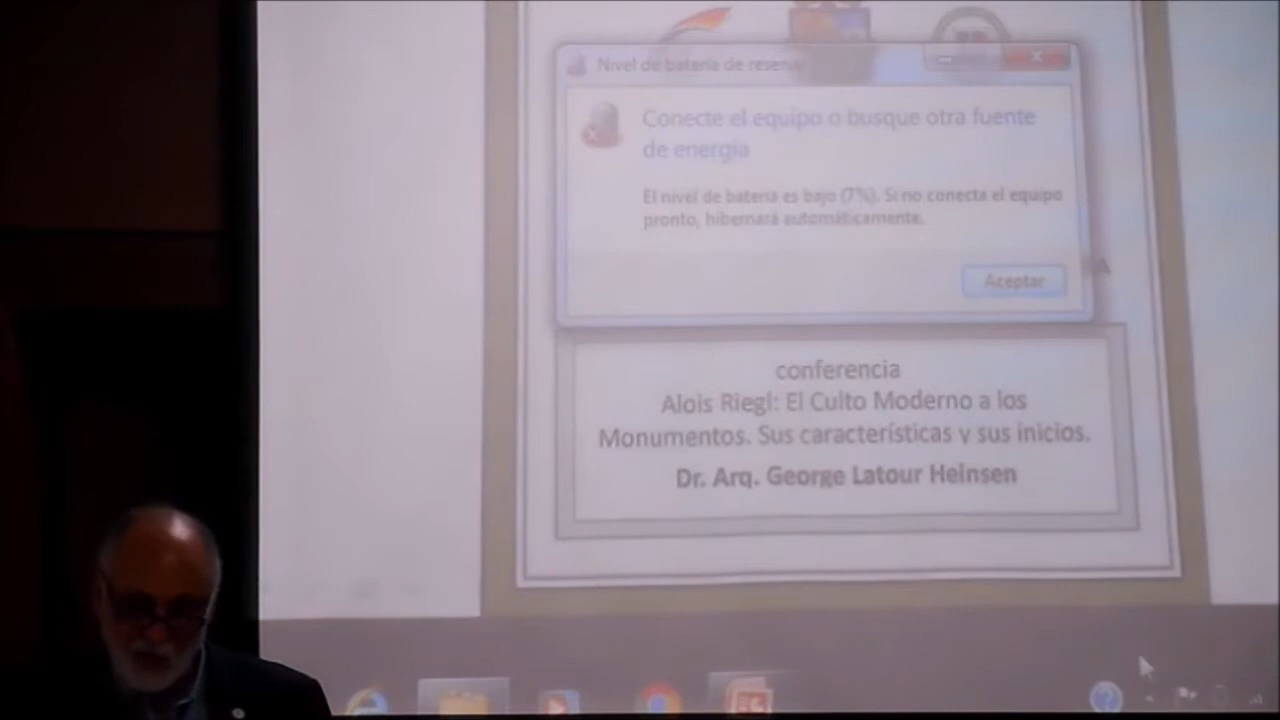 Nivel de batería de reserva
Conecte el equipo o busque otra fuente
de energía
El nivel de batería es bajo (7%). Si no conecta el equipo
pronto, hibernará automáticamente.
Aceptar
conferencia
Alois Riegl: El Culto Moderno a los
Monumentos. Sus características y sus inicios.
Dr. Arq. George Latour Heinsen